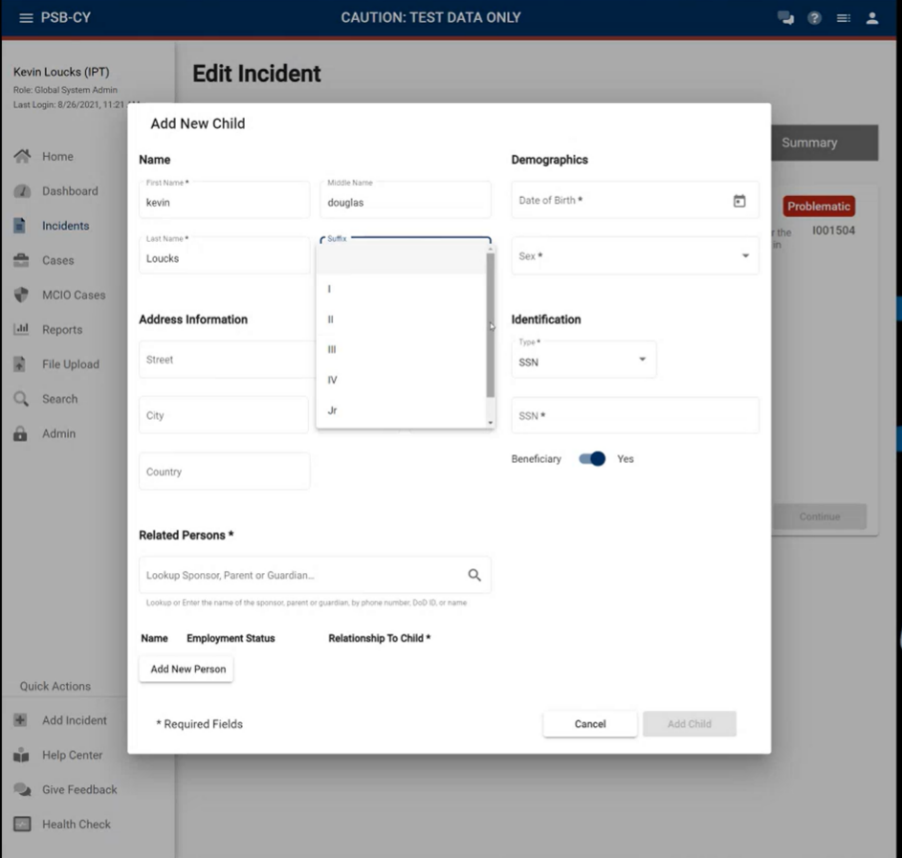 PSB-CY
CAUTION: TEST DATA ONLY
Kevin Loucks (IPT)
Role: Global System Admin
Last Login: 8/26/2021, 11:21
Home
Dashboard
Incidents
Cases
MCIO Cases
Reports
File Upload
Search
Admin
Quick Actions
Add Incident
Help Center
Give Feedback
Health Check
Edit Incident
Summary
Problematic
r the
in
I001504
Continue
Add New Child
Name
First Name *
kevin
Middle Name
douglas
Last Name *
Loucks
Suffix
I
II
III
IV
Jr
Demographics
Date of Birth *
Sex *
Address Information
Street
City
Country
Identification
Type *
SSN
SSN *
Beneficiary
Yes
Related Persons *
Lookup Sponsor, Parent or Guardian...
Lookup or Enter the name of the sponsor, parent or guardian, by phone number, DoD ID, or name
Name Employment Status Relationship To Child *
Add New Person
* Required Fields
Cancel
Add Child